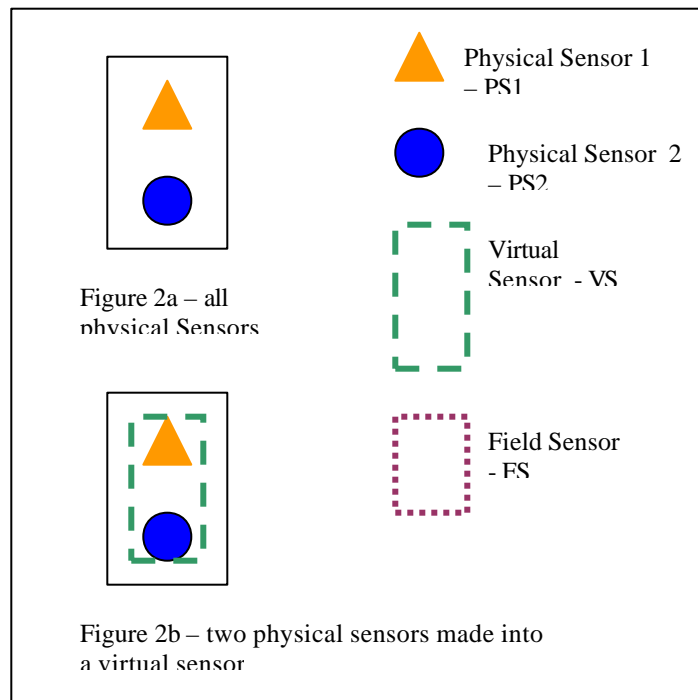 Physical Sensor 1
– PS1
Physical Sensor 2
– PS2
Virtual
Sensor - VS
Figure 2a – all
physical Sensors
Field Sensor
- FS
Figure 2b – two physical sensors made into
a virtual sensor